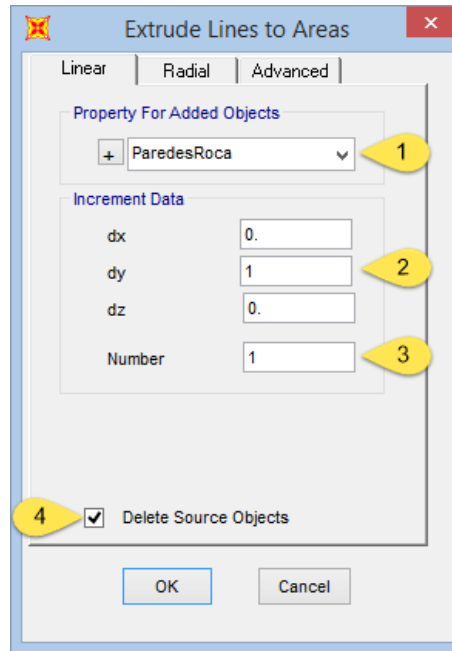 Extrude Lines to Areas
Linear Radial Advanced
Property For Added Objects
+ ParedesRoca 1
Increment Data
dx 0.
dy 1 2
dz 0.
Number 1 3
4 Delete Source Objects
OK Cancel